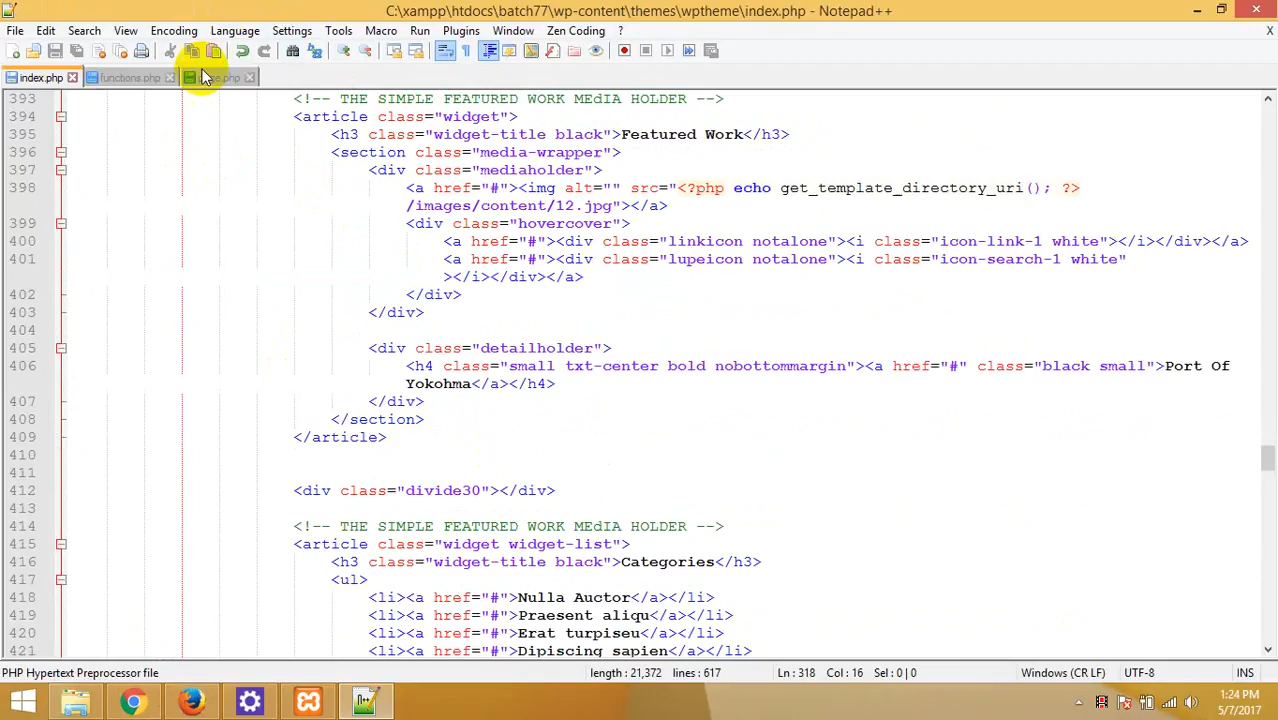 C:\xampp\htdocs\batch77\wp-content\themes\wptheme\index.php - Notepad++
File Edit Search View Encoding Language Settings Tools Macro Run Plugins Window Zen Coding ? X
index.php functions.php
393 <!-- THE SIMPLE FEATURED WORK MEdIA HOLDER -->
394 <article class="widget">
395 <h3 class="widget-title black">Featured Work</h3>
396 <section class="media-wrapper">
397 <div class="mediaholder">
398 <a href="#"><img alt="" src="<?php echo get_template_directory_uri(); ?>
/images/content/12.jpg"></a>
399 <div class="hovercover">
400 <a href="#"><div class="linkicon notalone"><i class="icon-link-1 white"></i></div></a>
401 <a href="#"><div class="lupeicon notalone"><i class="icon-search-1 white"
></i></div></a>
402 </div>
403 </div>
404
405 <div class="detailholder">
406 <h4 class="small txt-center bold nobottommargin"><a href="#" class="black small">Port Of
Yokohma</a></h4>
407 </div>
408 </section>
409 </article>
410
411
412 <div class="divide30"></div>
413
414 <!-- THE SIMPLE FEATURED WORK MEdIA HOLDER -->
415 <article class="widget widget-list">
416 <h3 class="widget-title black">Categories</h3>
417 <ul>
418 <li><a href="#">Nulla Auctor</a></li>
419 <li><a href="#">Praesent aliqu</a></li>
420 <li><a href="#">Erat turpiseu</a></li>
421 <li><a href="#">Dipiscing sapien</a></li>
PHP Hypertext Preprocessor file length : 21,372 lines : 617 Ln : 318 Col : 16 Sel : 0 | 0 Windows (CR LF) UTF-8 INS
1:24 PM
5/7/2017